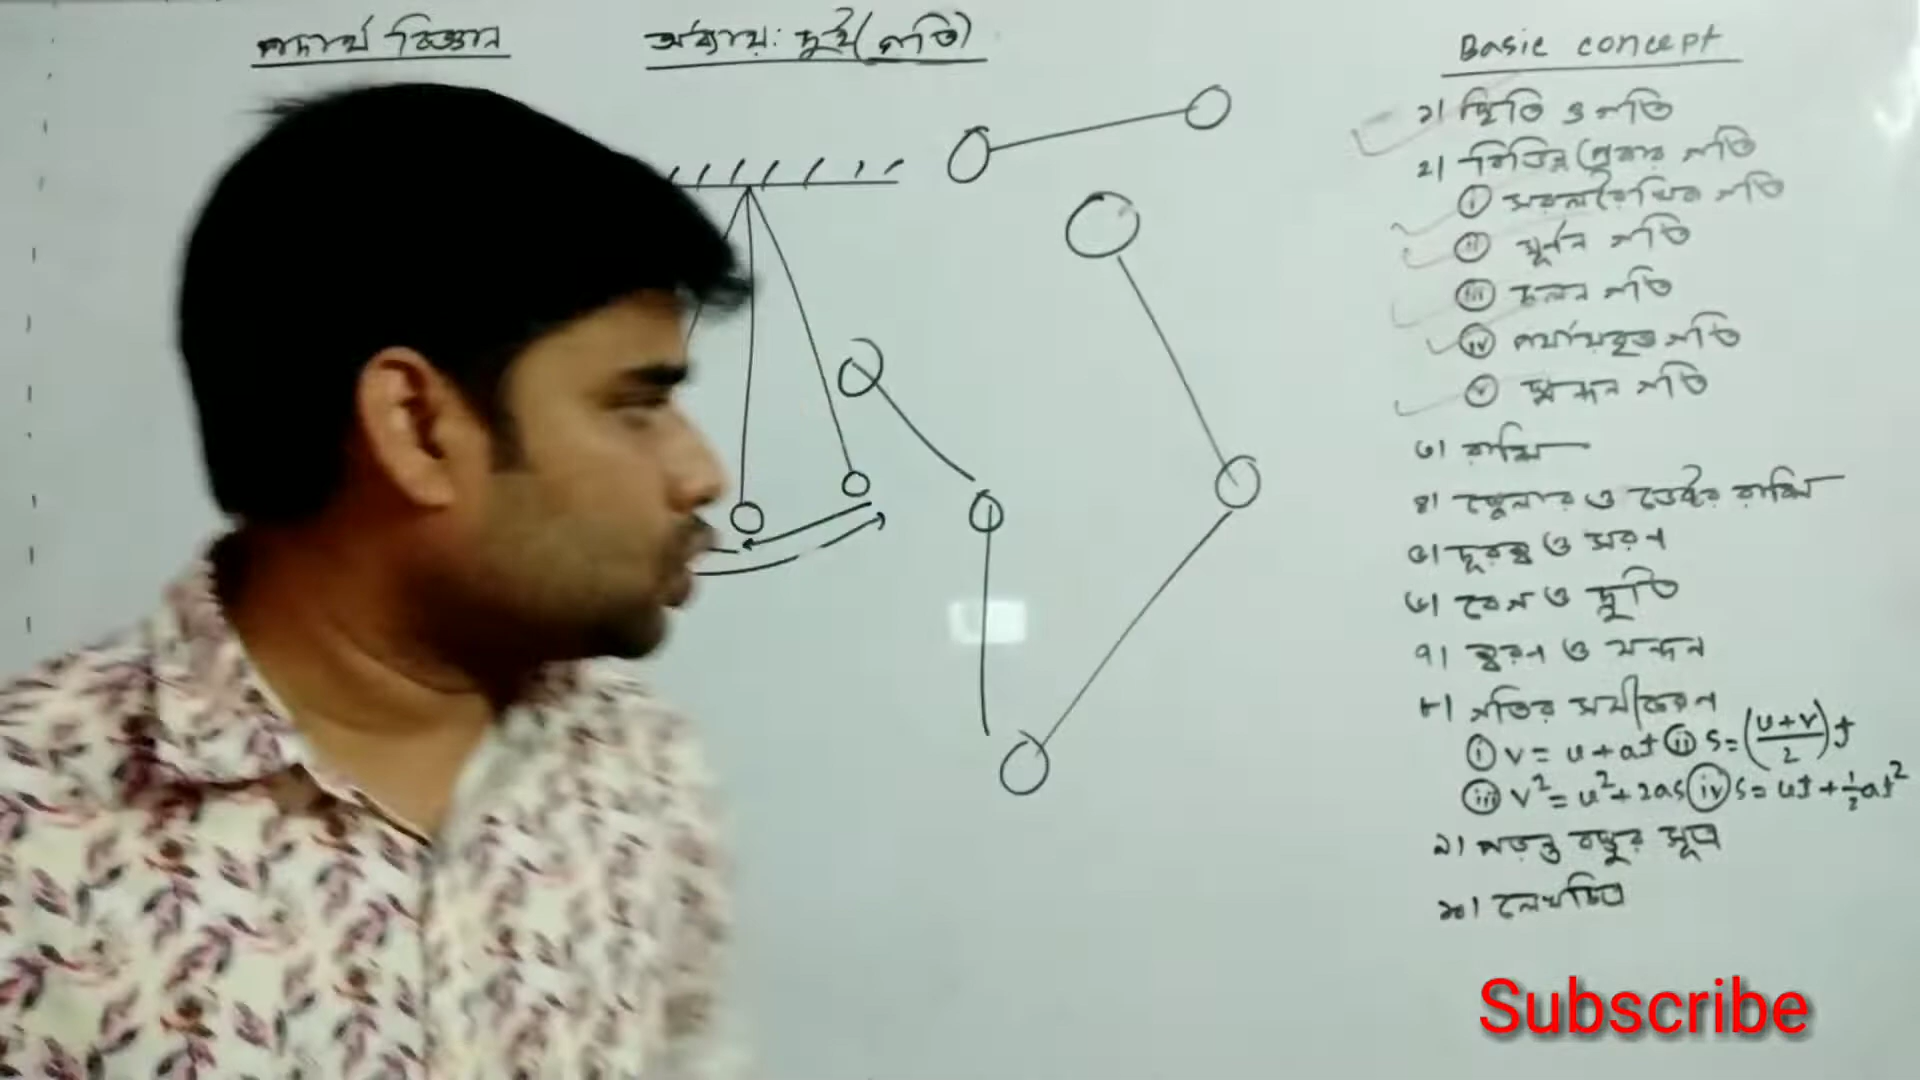 পদার্থ বিজ্ঞান
অধ্যায়: দুই (গতি)
Basic concept
১। স্থিতি ও গতি
২। বিভিন্ন প্রকার গতি
i সরলরৈখিক গতি
ii ঘূর্ণন গতি
iii চলন গতি
iv পর্যায়বৃত্ত গতি
v স্পন্দন গতি
৩। রাশি
৪। স্কেলার ও ভেক্টর রাশি
৫। দূরত্ব ও সরণ
৬। বেগ ও দ্রুতি
৭। ত্বরণ ও মন্দন
৮। গতির সমীকরণ
i v = u + at ii s = (u+v/2)t
iii v² = u² + 2as iv s = ut + ½at²
৯। পড়ন্ত বস্তুর সূত্র
১০। লেখচিত্র
Subscribe